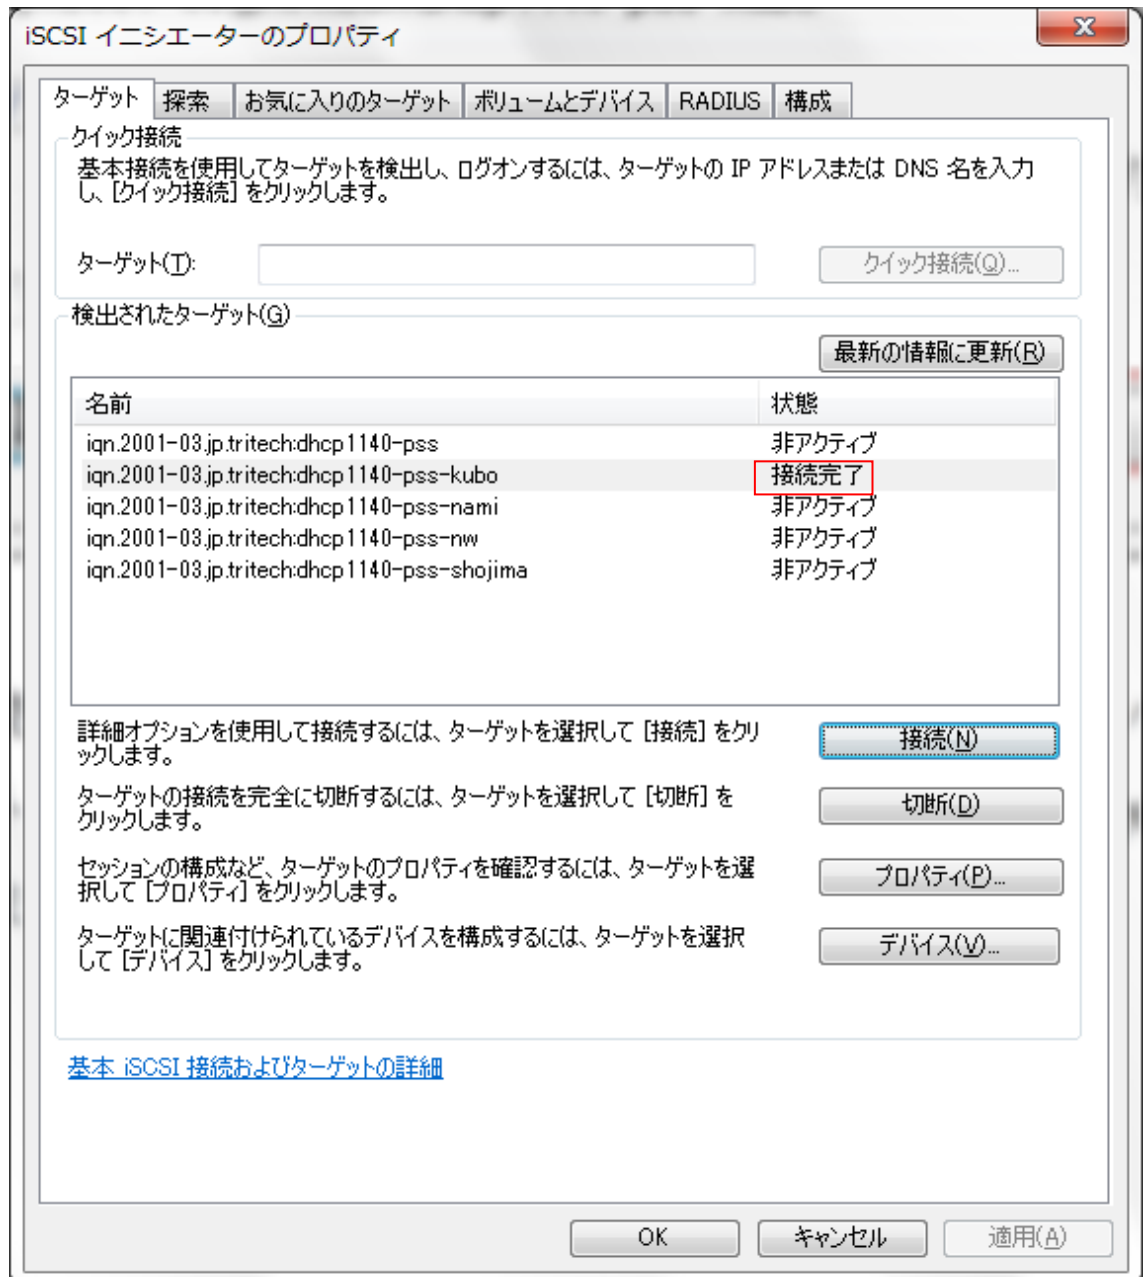 iSCSI イニシエーターのプロパティ
ターゲット 探索 お気に入りのターゲット ボリュームとデバイス RADIUS 構成
クイック接続
基本接続を使用してターゲットを検出し、ログオンするには、ターゲットの IP アドレスまたは DNS 名を入力
し、[クイック接続] をクリックします。
ターゲット(T): クイック接続(Q)...
検出されたターゲット(G)
最新の情報に更新(R)
名前 状態
iqn.2001-03.jp.tritech:dhcp1140-pss 非アクティブ
iqn.2001-03.jp.tritech:dhcp1140-pss-kubo 接続完了
iqn.2001-03.jp.tritech:dhcp1140-pss-nami 非アクティブ
iqn.2001-03.jp.tritech:dhcp1140-pss-nw 非アクティブ
iqn.2001-03.jp.tritech:dhcp1140-pss-shojima 非アクティブ
詳細オプションを使用して接続するには、ターゲットを選択して [接続] をクリ
ックします。
接続(N)
ターゲットの接続を完全に切断するには、ターゲットを選択して [切断] を
クリックします。
切断(D)
セッションの構成など、ターゲットのプロパティを確認するには、ターゲットを選
択して [プロパティ] をクリックします。
プロパティ(P)...
ターゲットに関連付けられているデバイスを構成するには、ターゲットを選択
して [デバイス] をクリックします。
デバイス(V)...
基本 iSCSI 接続およびターゲットの詳細
OK キャンセル 適用(A)